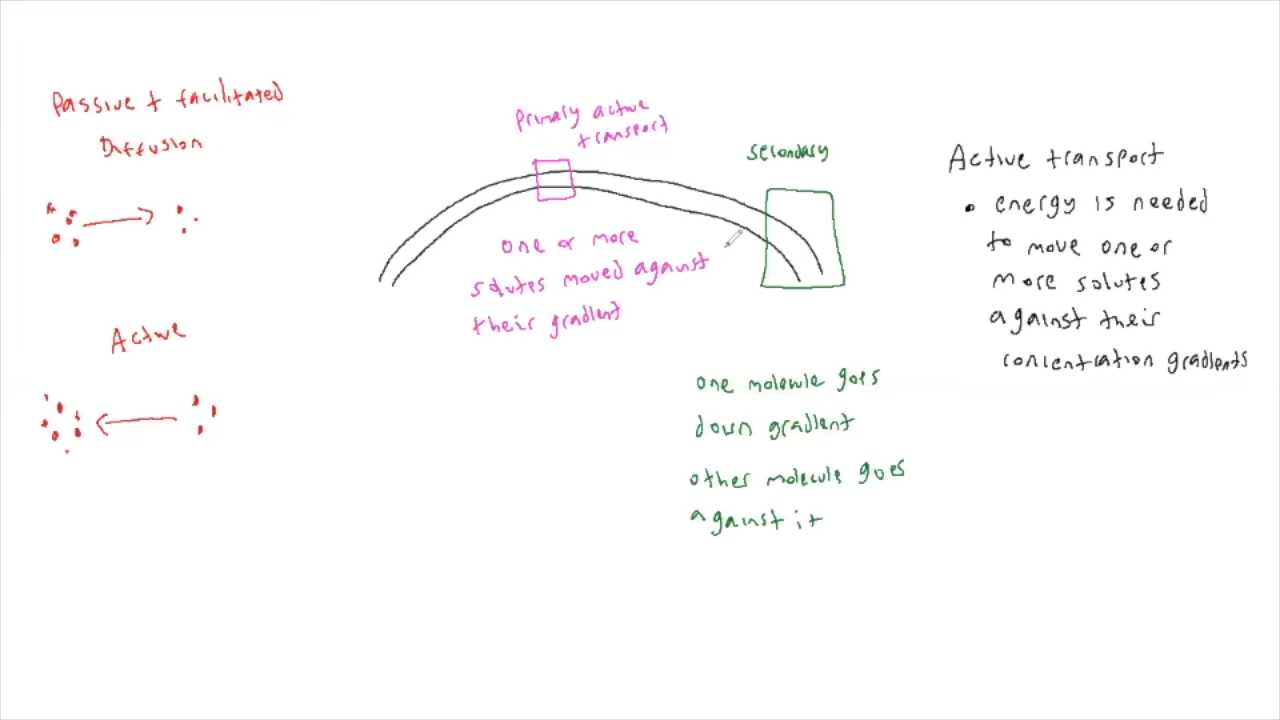 Passive + facilitated
Diffusion
Active
Primary active
transport
one or more
solutes moved against
their gradient
secondary
one molecule goes
down gradient
other molecule goes
against it
Active transport
• energy is needed
to move one or
more solutes
against their
concentration gradients